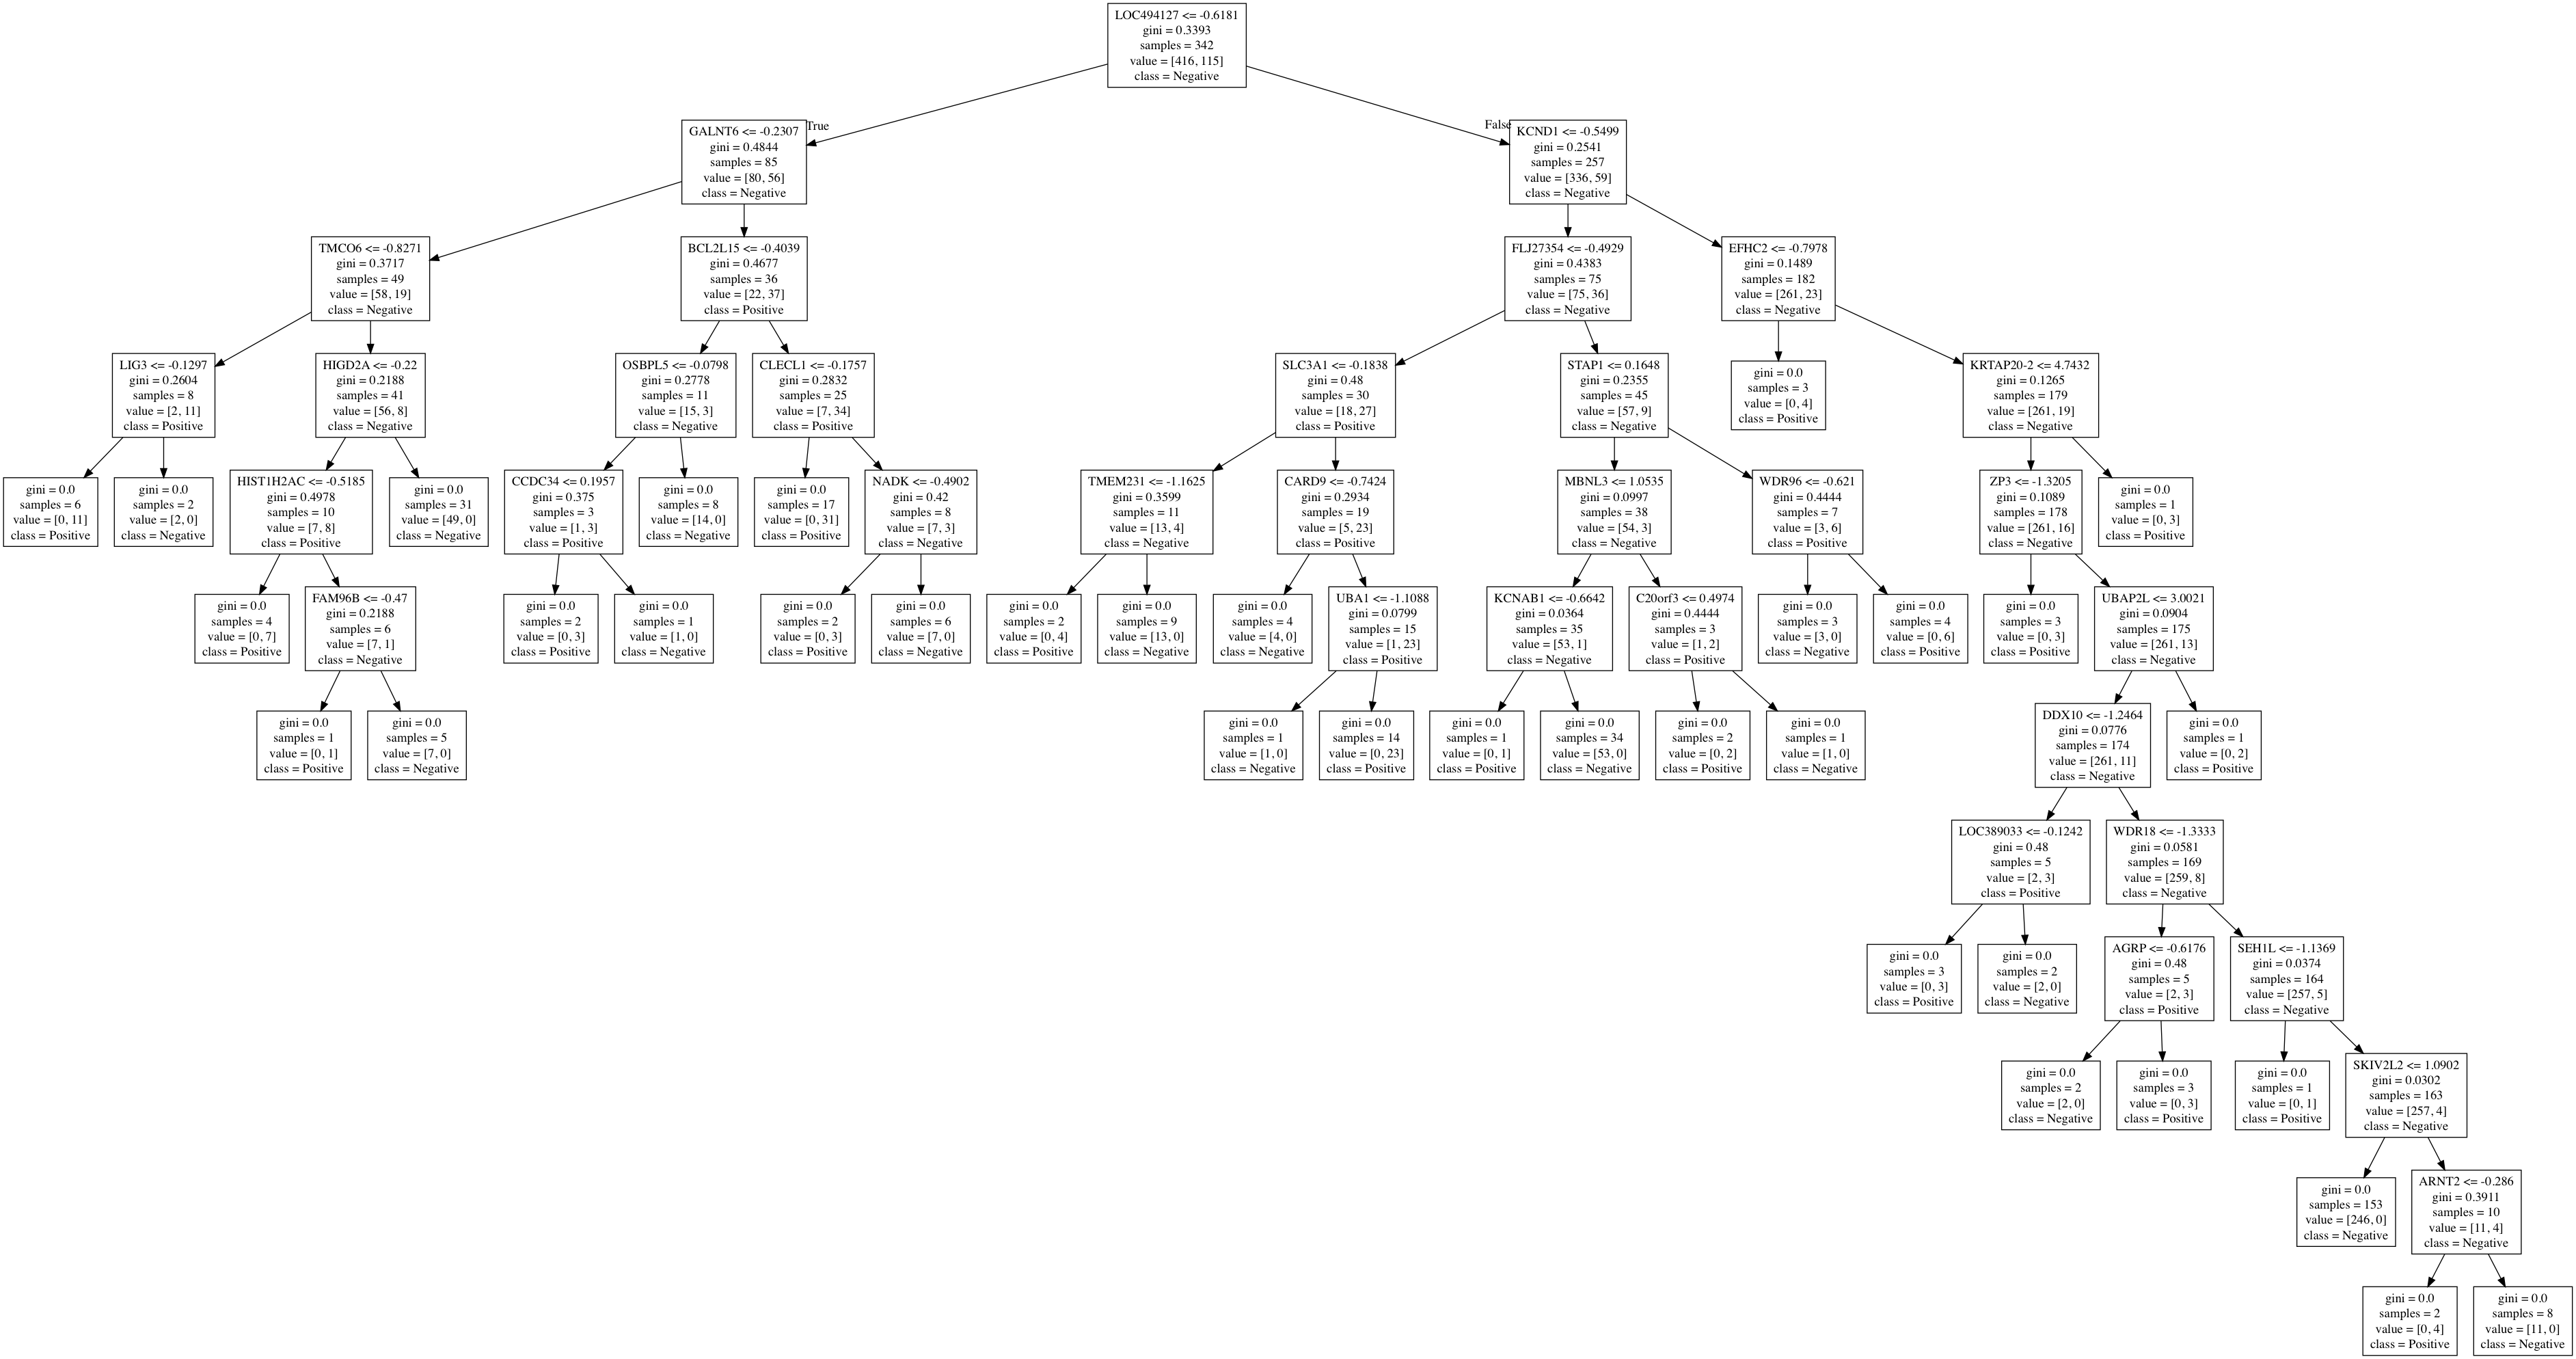 LOC494127 <= -0.6181
gini = 0.3393
samples = 342
value = [416, 115]
class = Negative
True
False
GALNT6 <= -0.2307
gini = 0.4844
samples = 85
value = [80, 56]
class = Negative
KCND1 <= -0.5499
gini = 0.2541
samples = 257
value = [336, 59]
class = Negative
TMCO6 <= -0.8271
gini = 0.3717
samples = 49
value = [58, 19]
class = Negative
BCL2L15 <= -0.4039
gini = 0.4677
samples = 36
value = [22, 37]
class = Positive
FLJ27354 <= -0.4929
gini = 0.4383
samples = 75
value = [75, 36]
class = Negative
EFHC2 <= -0.7978
gini = 0.1489
samples = 182
value = [261, 23]
class = Negative
LIG3 <= -0.1297
gini = 0.2604
samples = 8
value = [2, 11]
class = Positive
HIGD2A <= -0.22
gini = 0.2188
samples = 41
value = [56, 8]
class = Negative
OSBPL5 <= -0.0798
gini = 0.2778
samples = 11
value = [15, 3]
class = Negative
CLECL1 <= -0.1757
gini = 0.2832
samples = 25
value = [7, 34]
class = Positive
SLC3A1 <= -0.1838
gini = 0.48
samples = 30
value = [18, 27]
class = Positive
STAP1 <= 0.1648
gini = 0.2355
samples = 45
value = [57, 9]
class = Negative
gini = 0.0
samples = 3
value = [0, 4]
class = Positive
KRTAP20-2 <= 4.7432
gini = 0.1265
samples = 179
value = [261, 19]
class = Negative
gini = 0.0
samples = 6
value = [0, 11]
class = Positive
gini = 0.0
samples = 2
value = [2, 0]
class = Negative
HIST1H2AC <= -0.5185
gini = 0.4978
samples = 10
value = [7, 8]
class = Positive
gini = 0.0
samples = 31
value = [49, 0]
class = Negative
CCDC34 <= 0.1957
gini = 0.375
samples = 3
value = [1, 3]
class = Positive
gini = 0.0
samples = 8
value = [14, 0]
class = Negative
gini = 0.0
samples = 17
value = [0, 31]
class = Positive
NADK <= -0.4902
gini = 0.42
samples = 8
value = [7, 3]
class = Negative
TMEM231 <= -1.1625
gini = 0.3599
samples = 11
value = [13, 4]
class = Negative
CARD9 <= -0.7424
gini = 0.2934
samples = 19
value = [5, 23]
class = Positive
MBNL3 <= 1.0535
gini = 0.0997
samples = 38
value = [54, 3]
class = Negative
WDR96 <= -0.621
gini = 0.4444
samples = 7
value = [3, 6]
class = Positive
ZP3 <= -1.3205
gini = 0.1089
samples = 178
value = [261, 16]
class = Negative
gini = 0.0
samples = 1
value = [0, 3]
class = Positive
gini = 0.0
samples = 4
value = [0, 7]
class = Positive
FAM96B <= -0.47
gini = 0.2188
samples = 6
value = [7, 1]
class = Negative
gini = 0.0
samples = 2
value = [0, 3]
class = Positive
gini = 0.0
samples = 1
value = [1, 0]
class = Negative
gini = 0.0
samples = 2
value = [0, 3]
class = Positive
gini = 0.0
samples = 6
value = [7, 0]
class = Negative
gini = 0.0
samples = 2
value = [0, 4]
class = Positive
gini = 0.0
samples = 9
value = [13, 0]
class = Negative
gini = 0.0
samples = 4
value = [4, 0]
class = Negative
UBA1 <= -1.1088
gini = 0.0799
samples = 15
value = [1, 23]
class = Positive
KCNAB1 <= -0.6642
gini = 0.0364
samples = 35
value = [53, 1]
class = Negative
C20orf3 <= 0.4974
gini = 0.4444
samples = 3
value = [1, 2]
class = Positive
gini = 0.0
samples = 3
value = [3, 0]
class = Negative
gini = 0.0
samples = 4
value = [0, 6]
class = Positive
gini = 0.0
samples = 3
value = [0, 3]
class = Positive
UBAP2L <= 3.0021
gini = 0.0904
samples = 175
value = [261, 13]
class = Negative
gini = 0.0
samples = 1
value = [0, 1]
class = Positive
gini = 0.0
samples = 5
value = [7, 0]
class = Negative
gini = 0.0
samples = 1
value = [1, 0]
class = Negative
gini = 0.0
samples = 14
value = [0, 23]
class = Positive
gini = 0.0
samples = 1
value = [0, 1]
class = Positive
gini = 0.0
samples = 34
value = [53, 0]
class = Negative
gini = 0.0
samples = 2
value = [0, 2]
class = Positive
gini = 0.0
samples = 1
value = [1, 0]
class = Negative
DDX10 <= -1.2464
gini = 0.0776
samples = 174
value = [261, 11]
class = Negative
gini = 0.0
samples = 1
value = [0, 2]
class = Positive
LOC389033 <= -0.1242
gini = 0.48
samples = 5
value = [2, 3]
class = Positive
WDR18 <= -1.3333
gini = 0.0581
samples = 169
value = [259, 8]
class = Negative
gini = 0.0
samples = 3
value = [0, 3]
class = Positive
gini = 0.0
samples = 2
value = [2, 0]
class = Negative
AGRP <= -0.6176
gini = 0.48
samples = 5
value = [2, 3]
class = Positive
SEH1L <= -1.1369
gini = 0.0374
samples = 164
value = [257, 5]
class = Negative
gini = 0.0
samples = 2
value = [2, 0]
class = Negative
gini = 0.0
samples = 3
value = [0, 3]
class = Positive
gini = 0.0
samples = 1
value = [0, 1]
class = Positive
SKIV2L2 <= 1.0902
gini = 0.0302
samples = 163
value = [257, 4]
class = Negative
gini = 0.0
samples = 153
value = [246, 0]
class = Negative
ARNT2 <= -0.286
gini = 0.3911
samples = 10
value = [11, 4]
class = Negative
gini = 0.0
samples = 2
value = [0, 4]
class = Positive
gini = 0.0
samples = 8
value = [11, 0]
class = Negative